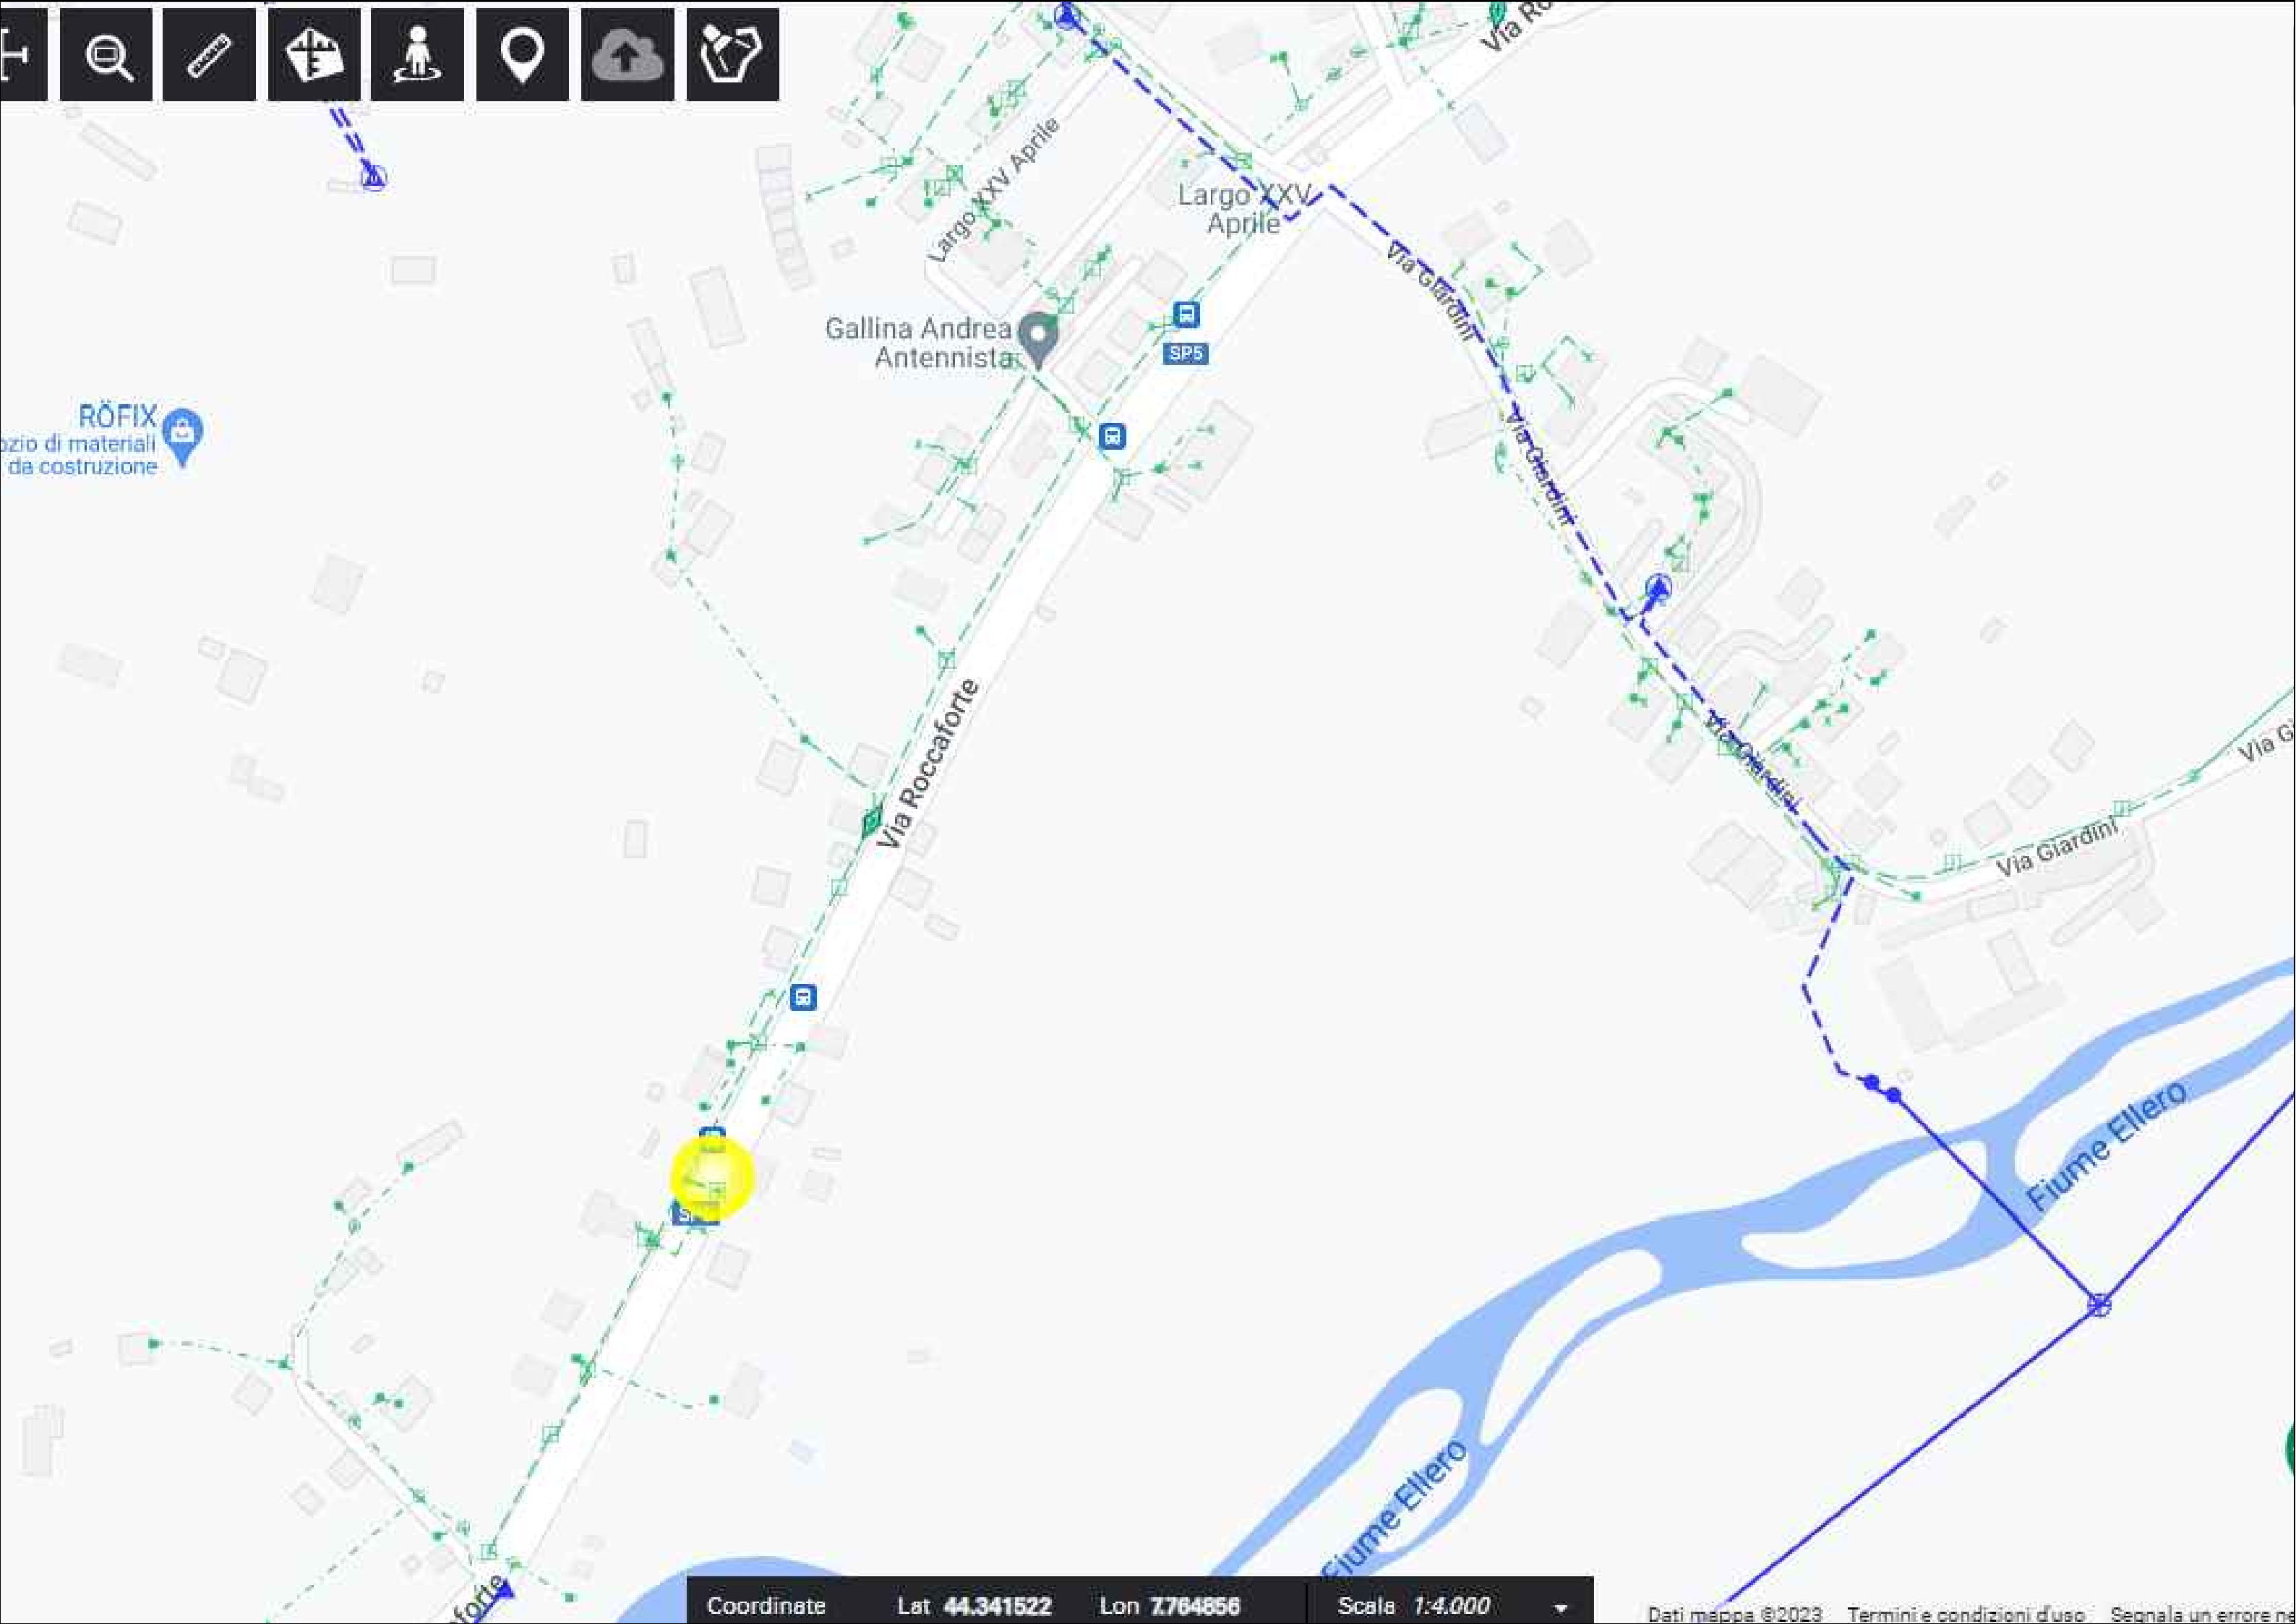 Via Ro
Largo XXV Aprile
Largo XXV
Aprile
Via Giardini
Gallina Andrea
Antennista
SP5
RÖFIX
ozio di materiali
da costruzione
Via Giardini
Via Roccaforte
Via Giardini
Via G
Via Giardini
Fiume Ellero
Fiume Ellero
aforte
Coordinate Lat 44.341522 Lon 7.764856 Scala 1:4.000
Dati mappa ©2023 Termini e condizioni d'uso Segnala un errore